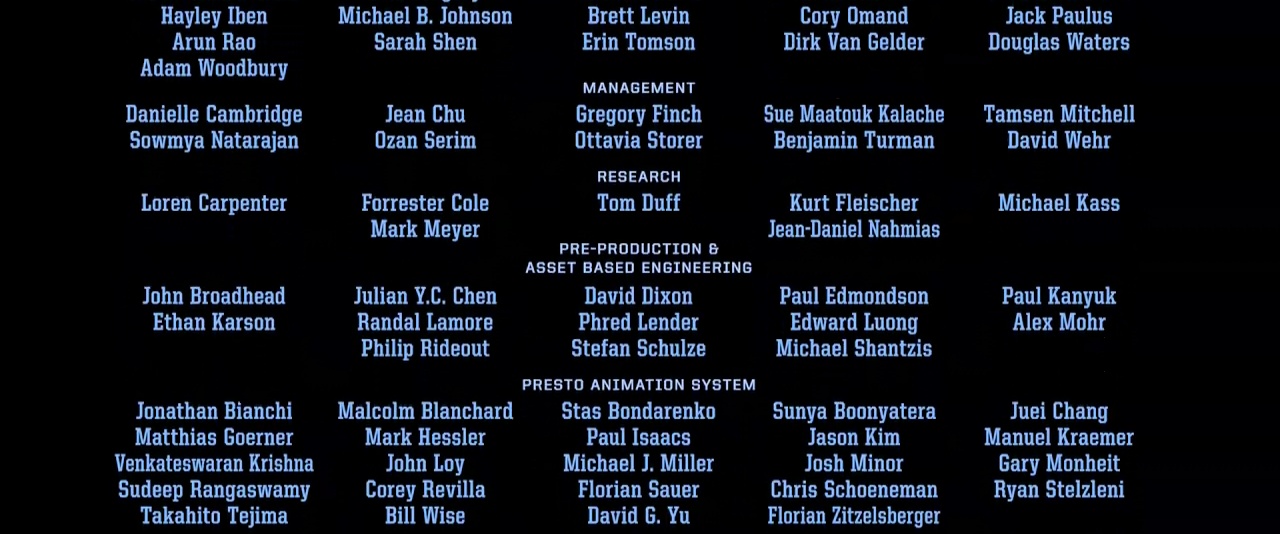 Hayley Iben Michael B. Johnson Brett Levin Cory Omand Jack Paulus
Arun Rao Sarah Shen Erin Tomson Dirk Van Gelder Douglas Waters
Adam Woodbury
MANAGEMENT
Danielle Cambridge Jean Chu Gregory Finch Sue Maatouk Kalache Tamsen Mitchell
Sowmya Natarajan Ozan Serim Ottavia Storer Benjamin Turman David Wehr
RESEARCH
Loren Carpenter Forrester Cole Tom Duff Kurt Fleischer Michael Kass
Mark Meyer Jean-Daniel Nahmias
PRE-PRODUCTION &
ASSET BASED ENGINEERING
John Broadhead Julian Y.C. Chen David Dixon Paul Edmondson Paul Kanyuk
Ethan Karson Randal Lamore Phred Lender Edward Luong Alex Mohr
Philip Rideout Stefan Schulze Michael Shantzis
PRESTO ANIMATION SYSTEM
Jonathan Bianchi Malcolm Blanchard Stas Bondarenko Sunya Boonyatera Juei Chang
Matthias Goerner Mark Hessler Paul Isaacs Jason Kim Manuel Kraemer
Venkateswaran Krishna John Loy Michael J. Miller Josh Minor Gary Monheit
Sudeep Rangaswamy Corey Revilla Florian Sauer Chris Schoeneman Ryan Stelzleni
Takahito Tejima Bill Wise David G. Yu Florian Zitzelsberger